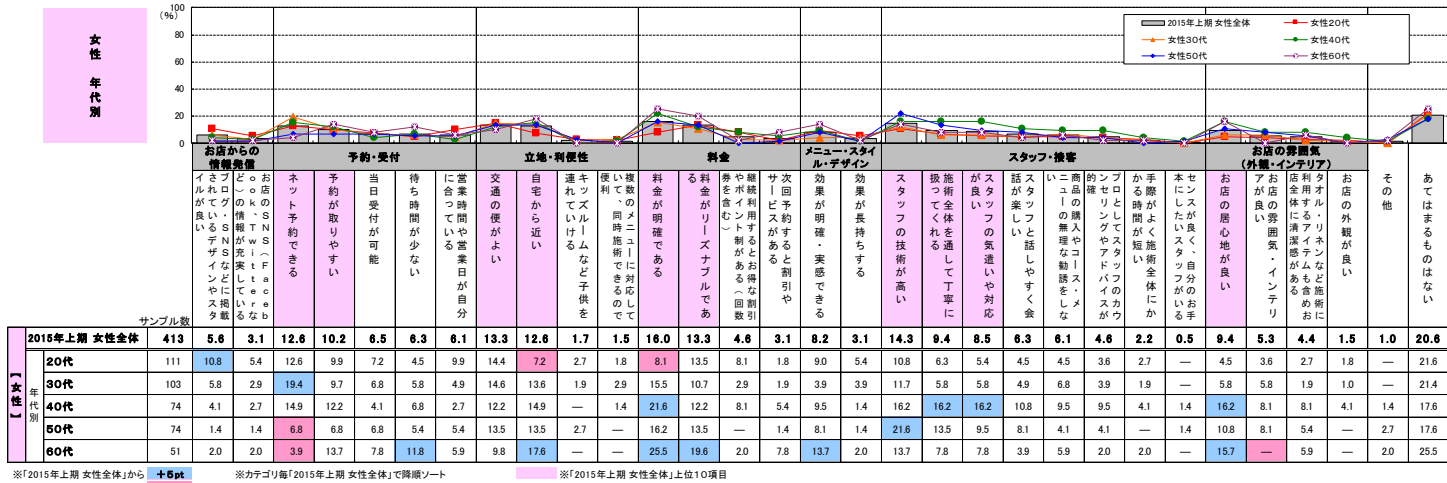 (%)
100
80
60
40
20
0
女性 年代別
2015年上期 女性全体
女性20代
女性30代
女性40代
女性50代
女性60代
お店からの情報発信
予約・受付
立地・利便性
料金
メニュー・スタイル・デザイン
スタッフ・接客
お店の雰囲気(外観・インテリア)
ブログ・SNSなどに掲載されているデザインやスタイルが良い
お店のSNS(Facebook、Twitterなど)の情報が充実している
ネット予約できる
予約が取りやすい
当日受付が可能
待ち時間が少ない
営業時間や営業日が自分に合っている
交通の便がよい
自宅から近い
キッズルームなど子供を連れていける
複数のメニューに対応していて、同時施術できるので便利
料金が明確である
料金がリーズナブルである
継続利用するとお得な割引やポイント制がある(回数券を含む)
次回予約すると割引やサービスがある
効果が明確・実感できる
効果が長持ちする
スタッフの技術が高い
施術全体を通して丁寧に扱ってくれる
スタッフの気遣いや対応が良い
スタッフと話しやすく会話が楽しい
商品の購入やコース・メニューの無理な勧誘をしない
プロとしてスタッフのカウンセリングやアドバイスが
手際がよく施術全体にかかる時間が短い
センスが良く、自分のお手本にしたいスタッフがいる
お店の居心地が良い
お店の雰囲気・インテリアが良い
タオル・リネンなど施術に利用するアイテムも含めお店全体に清潔感がある
お店の外観が良い
その他
あてはまるものはない
サンプル数
2015年上期 女性全体 413 5.6 3.1 12.6 10.2 6.5 6.3 6.1 13.3 12.6 1.7 1.5 16.0 13.3 4.6 3.1 8.2 3.1 14.3 9.4 8.5 6.3 6.1 4.6 2.2 0.5 9.4 5.3 4.4 1.5 1.0 20.6
【女性】
年代別
20代 111 10.8 5.4 12.6 9.9 7.2 4.5 9.9 14.4 7.2 2.7 1.8 8.1 13.5 8.1 1.8 9.0 5.4 10.8 6.3 5.4 4.5 4.5 3.6 2.7 — 4.5 3.6 2.7 1.8 — 21.6
30代 103 5.8 2.9 19.4 9.7 6.8 5.8 4.9 14.6 13.6 1.9 2.9 15.5 10.7 2.9 1.9 3.9 3.9 11.7 5.8 5.8 4.9 6.8 3.9 1.9 — 5.8 5.8 1.9 1.0 — 21.4
40代 74 4.1 2.7 14.9 12.2 4.1 6.8 2.7 12.2 14.9 — 1.4 21.6 12.2 8.1 5.4 9.5 1.4 16.2 16.2 16.2 10.8 9.5 9.5 4.1 1.4 16.2 8.1 8.1 4.1 1.4 17.6
50代 74 1.4 1.4 6.8 6.8 6.8 5.4 5.4 13.5 13.5 2.7 — 16.2 13.5 — 1.4 8.1 1.4 21.6 13.5 9.5 8.1 4.1 4.1 — 1.4 10.8 8.1 5.4 — 2.7 17.6
60代 51 2.0 2.0 3.9 13.7 7.8 11.8 5.9 9.8 17.6 — — 25.5 19.6 2.0 7.8 13.7 2.0 13.7 7.8 7.8 3.9 5.9 2.0 2.0 — 15.7 — 5.9 — 2.0 25.5
※「2015年上期 女性全体」から +5pt ※カテゴリ毎「2015年上期 女性全体」で降順ソート ※「2015年上期 女性全体」上位10項目